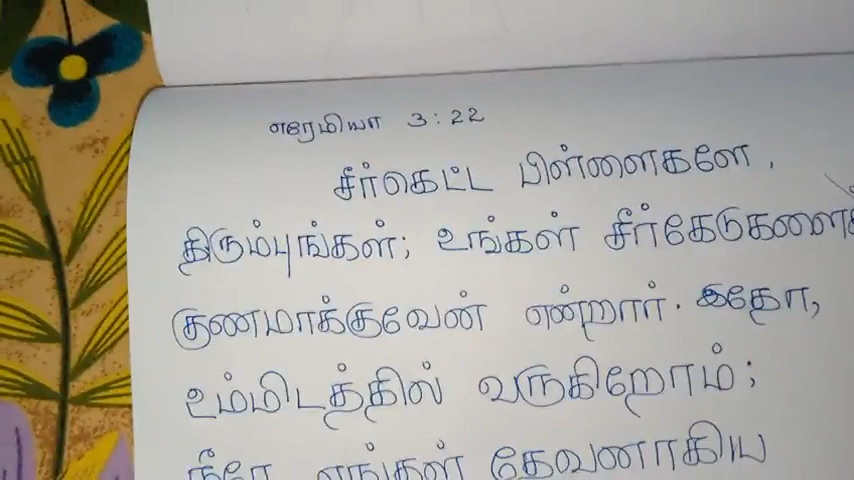 எரேமியா 3:22
சீர்கெட்ட பிள்ளைகளே,
திரும்புங்கள்; உங்கள் சீர்கேடுகளைக்
குணமாக்குவேன் என்றார். இதோ,
உம்மிடத்தில் வருகிறோம்;
நீரே எங்கள் தேவனாகிய